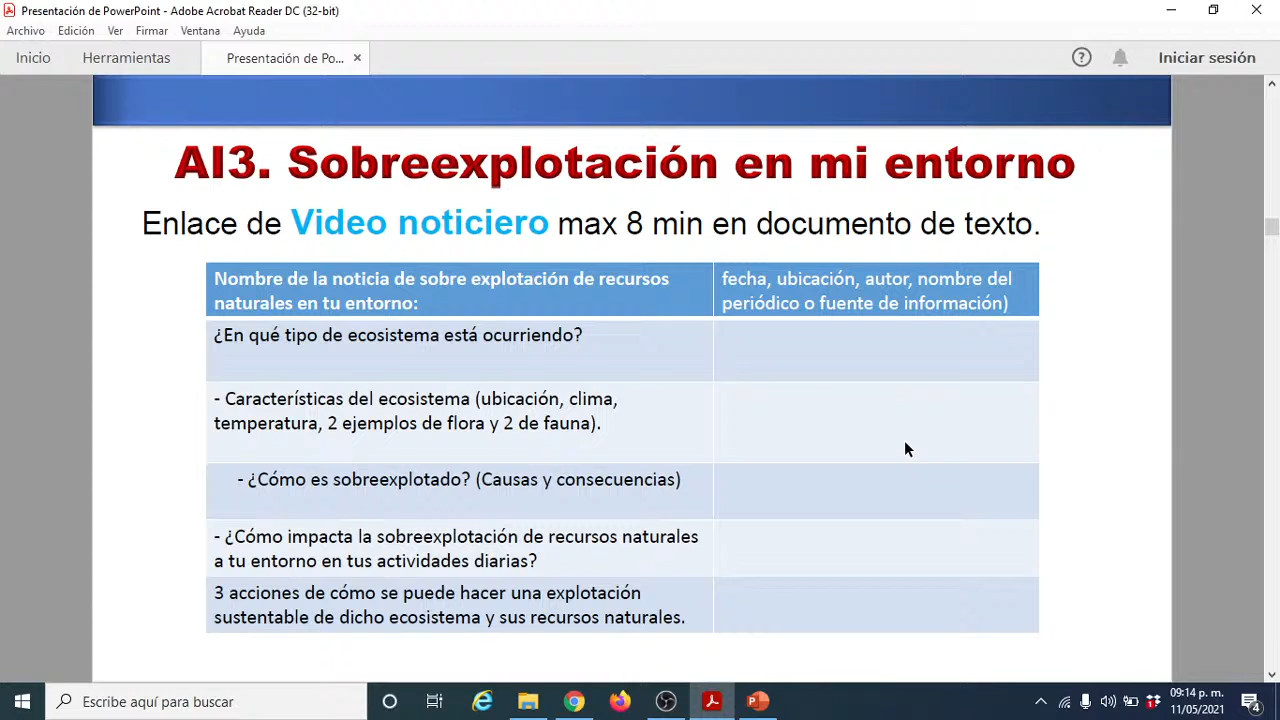 Presentación de PowerPoint - Adobe Acrobat Reader DC (32-bit)
Archivo Edición Ver Firmar Ventana Ayuda
Inicio Herramientas Presentación de Po... × Iniciar sesión
AI3. Sobreexplotación en mi entorno
Enlace de Video noticiero max 8 min en documento de texto.
Nombre de la noticia de sobre explotación de recursos
naturales en tu entorno:
fecha, ubicación, autor, nombre del
periódico o fuente de información)
¿En qué tipo de ecosistema está ocurriendo?
- Características del ecosistema (ubicación, clima,
temperatura, 2 ejemplos de flora y 2 de fauna).
- ¿Cómo es sobreexplotado? (Causas y consecuencias)
- ¿Cómo impacta la sobreexplotación de recursos naturales
a tu entorno en tus actividades diarias?
3 acciones de cómo se puede hacer una explotación
sustentable de dicho ecosistema y sus recursos naturales.
Escribe aquí para buscar
09:14 p. m.
11/05/2021
1
4